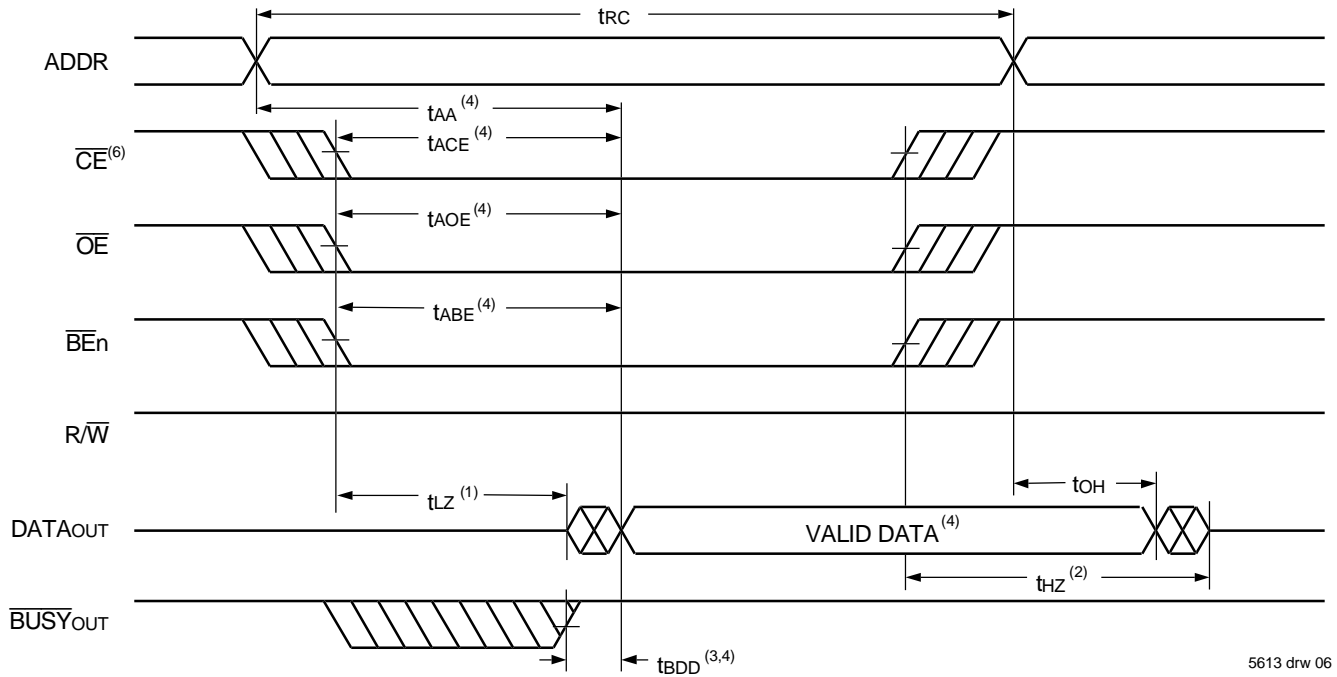 tRC
ADDR
tAA (4)
tACE (4)
CE(6)
tAOE (4)
OE
tABE (4)
BEn
R/W
tLZ (1)
tOH
DATAOUT
VALID DATA(4)
tHZ (2)
BUSYOUT
tBDD (3,4)
5613 drw 06